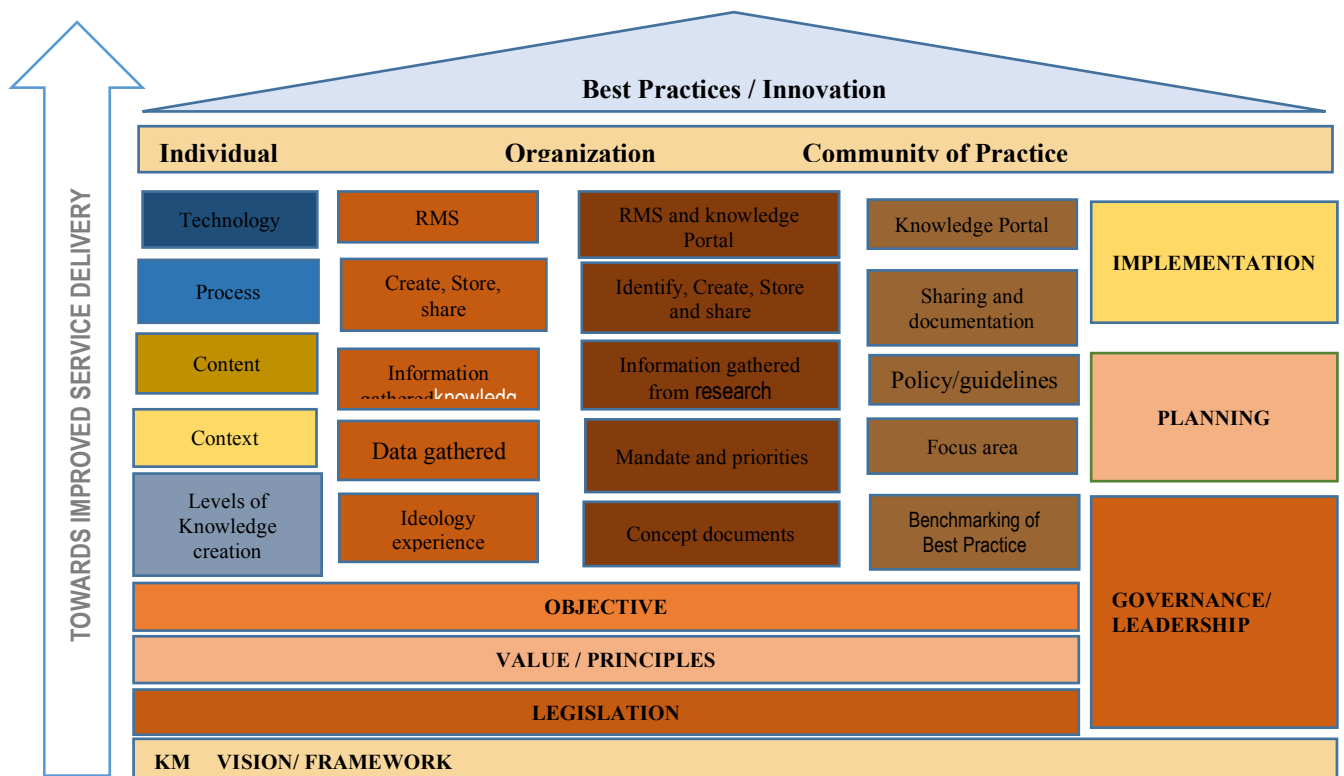 TOWARDS IMPROVED SERVICE DELIVERY
Best Practices / Innovation
Individual Organization Community of Practice
Technology
RMS
RMS and knowledge
Portal
Knowledge Portal
IMPLEMENTATION
Process
Create, Store,
share
Identify, Create, Store
and share
Sharing and
documentation
Content
Information
gathered knowledg
Information gathered
from research
Policy/guidelines
PLANNING
Context
Data gathered
Mandate and priorities
Focus area
Levels of
Knowledge
creation
Ideology
experience
Concept documents
Benchmarking of
Best Practice
GOVERNANCE/
LEADERSHIP
OBJECTIVE
VALUE / PRINCIPLES
LEGISLATION
KM VISION/ FRAMEWORK